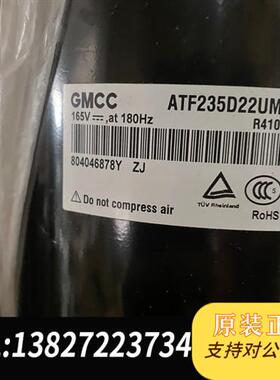 GMCC ATF235D22UM
165V⎓,at 180Hz R410
804046878Y ZJ
Do not compress air
TÜV Rheinland
CCC
RoHS
原装正
支持对公
:13827223734